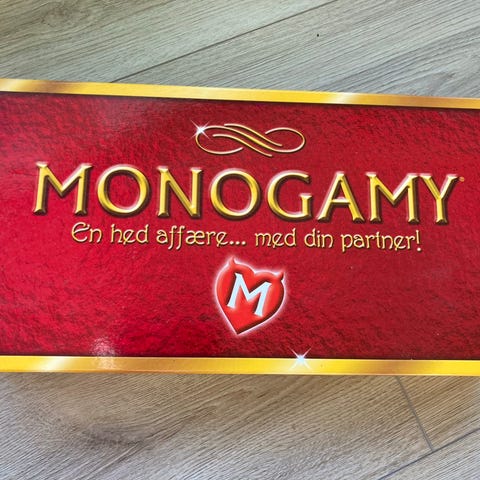 MONOGAMY®
En hed affære... med din partner!
M